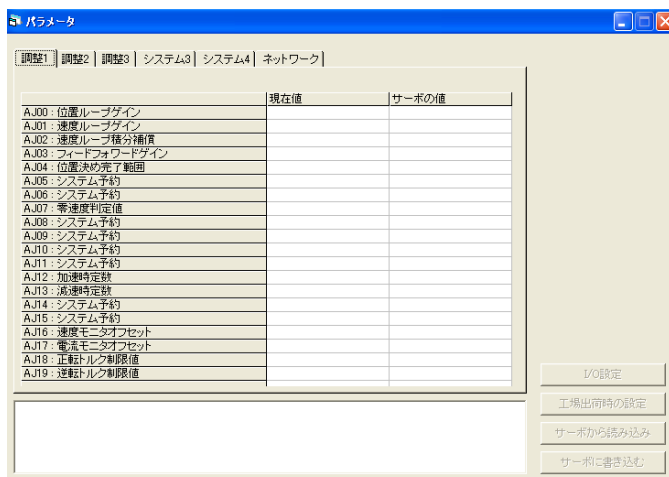 パラメータ
調整1 調整2 調整3 システム3 システム4 ネットワーク
現在値 サーボの値
AJ00：位置ループゲイン
AJ01：速度ループゲイン
AJ02：速度ループ積分補償
AJ03：フィードフォワードゲイン
AJ04：位置決め完了範囲
AJ05：システム予約
AJ06：システム予約
AJ07：零速度判定値
AJ08：システム予約
AJ09：システム予約
AJ10：システム予約
AJ11：システム予約
AJ12：加速時定数
AJ13：減速時定数
AJ14：システム予約
AJ15：システム予約
AJ16：速度モニタオフセット
AJ17：電流モニタオフセット
AJ18：正転トルク制限値
AJ19：逆転トルク制限値
I/O設定
工場出荷時の設定
サーボから読み込み
サーボに書き込む